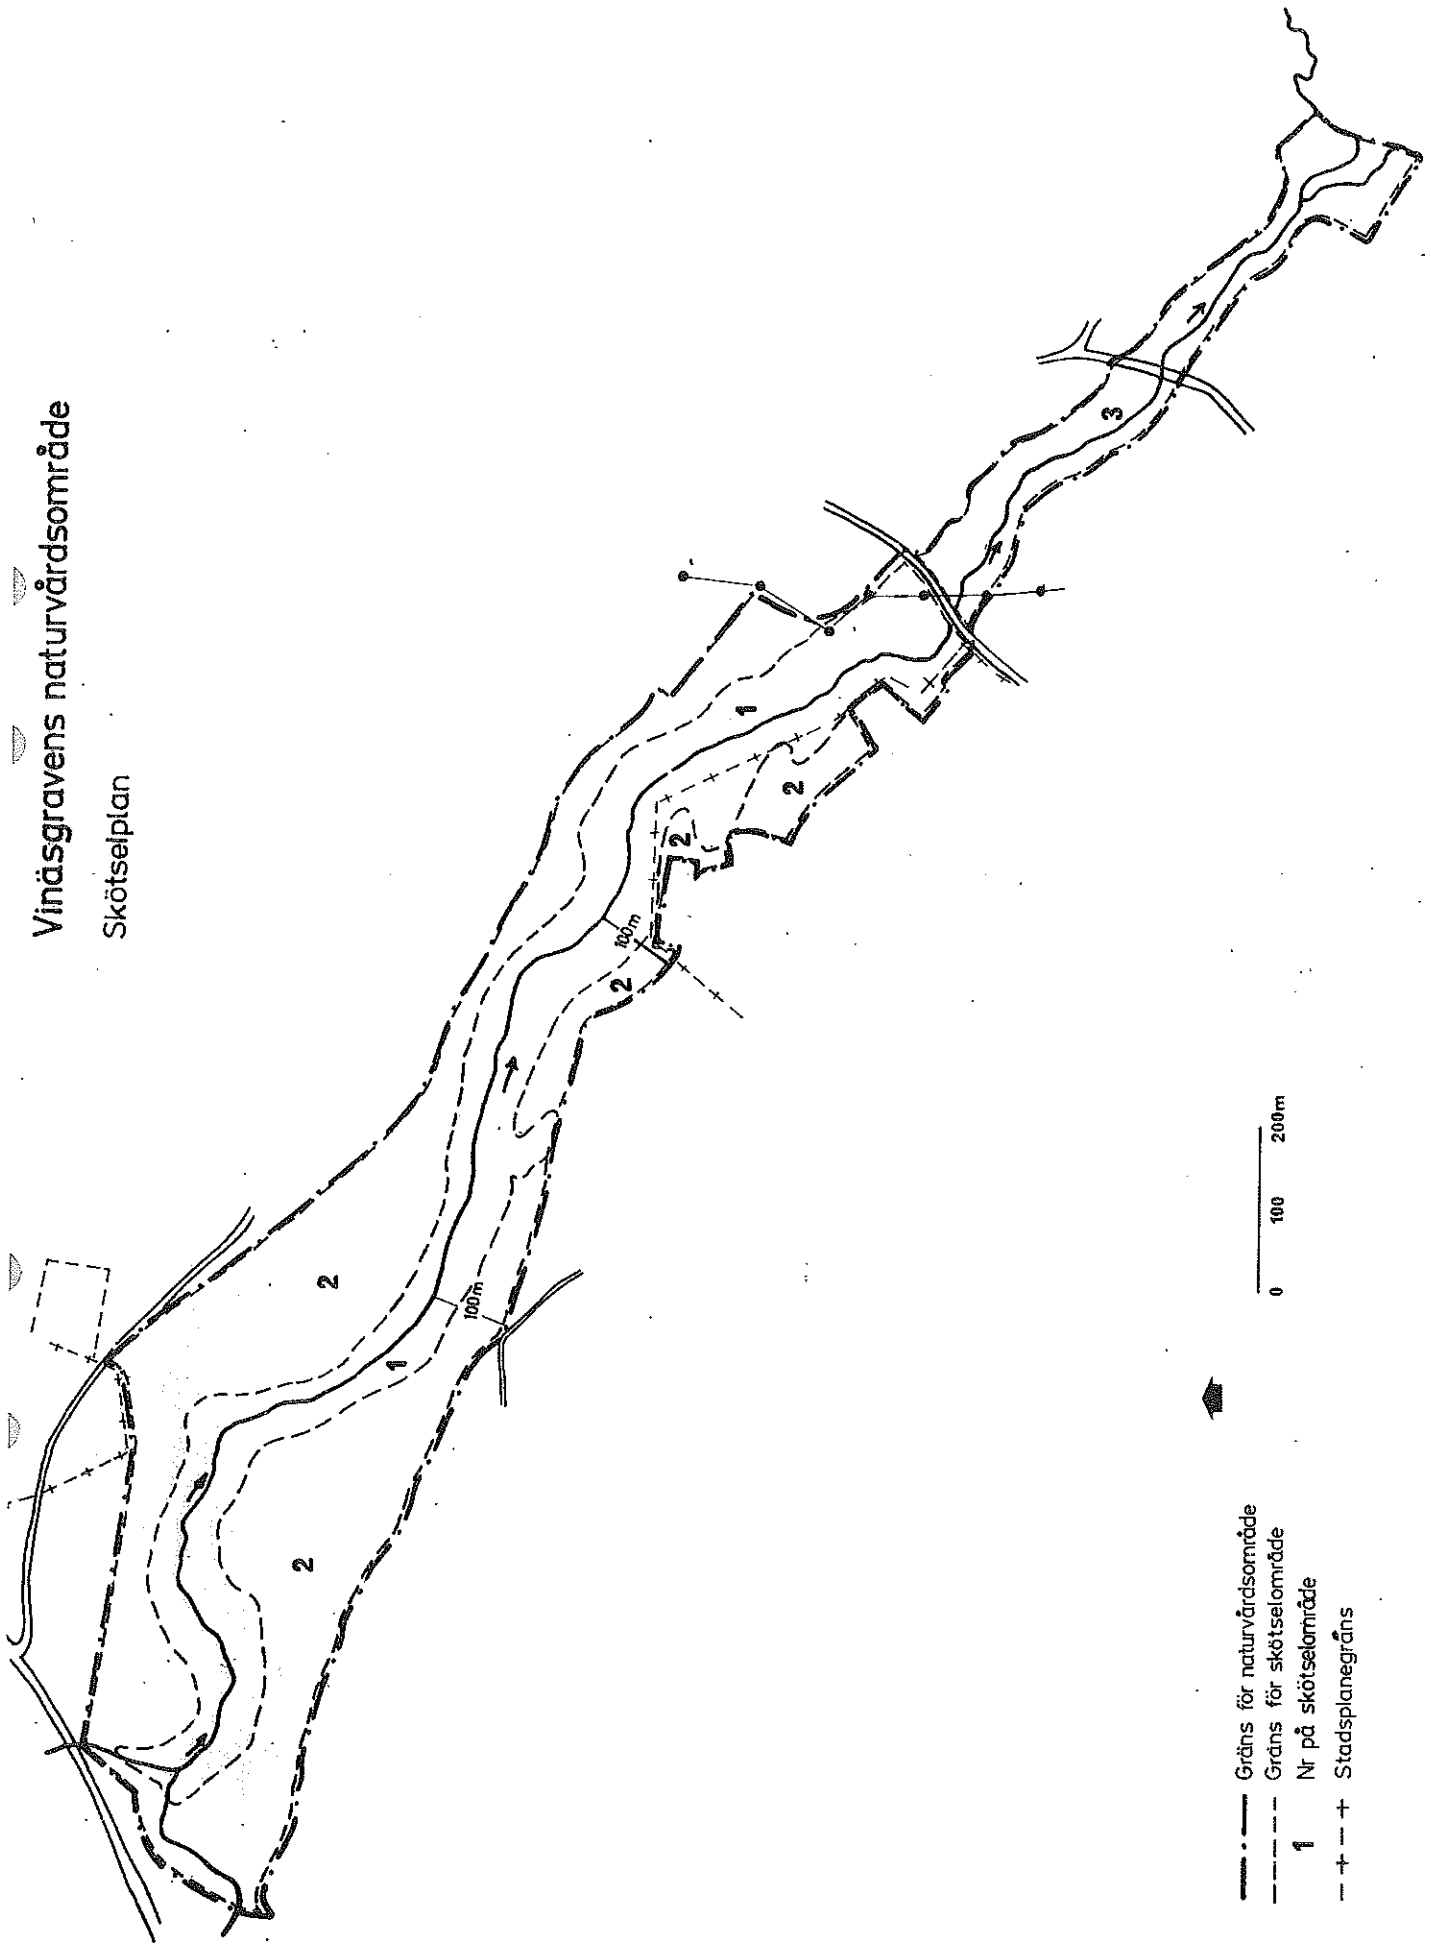 Vinäsgravens naturvårdsområde
Skötselplan
2
2
1
100m
2
100m
2
2
1
3
0 100 200m
Gräns för naturvårdsområde
Gräns för skötselområde
1 Nr på skötselområde
Stadsplanegräns